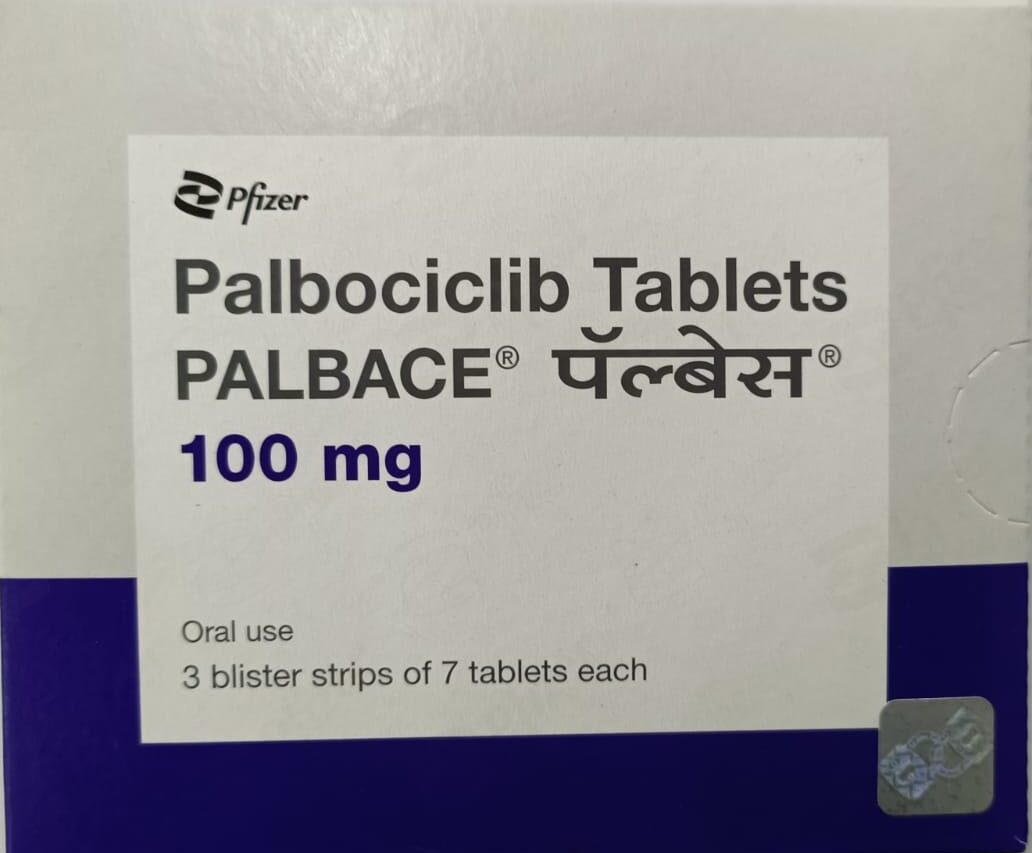 Pfizer
Palbociclib Tablets
PALBACE® पॅल्बेस®
100 mg
Oral use
3 blister strips of 7 tablets each